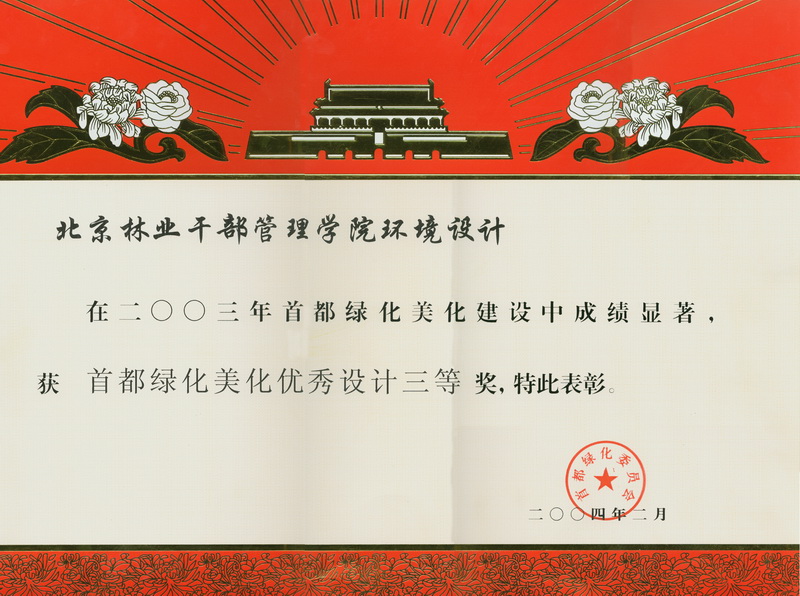 北京林业干部管理学院环境设计
在二〇〇三年首都绿化美化建设中成绩显著，
获 首都绿化美化优秀设计三等 奖，特此表彰。
首都绿化委员会
二〇〇四年二月